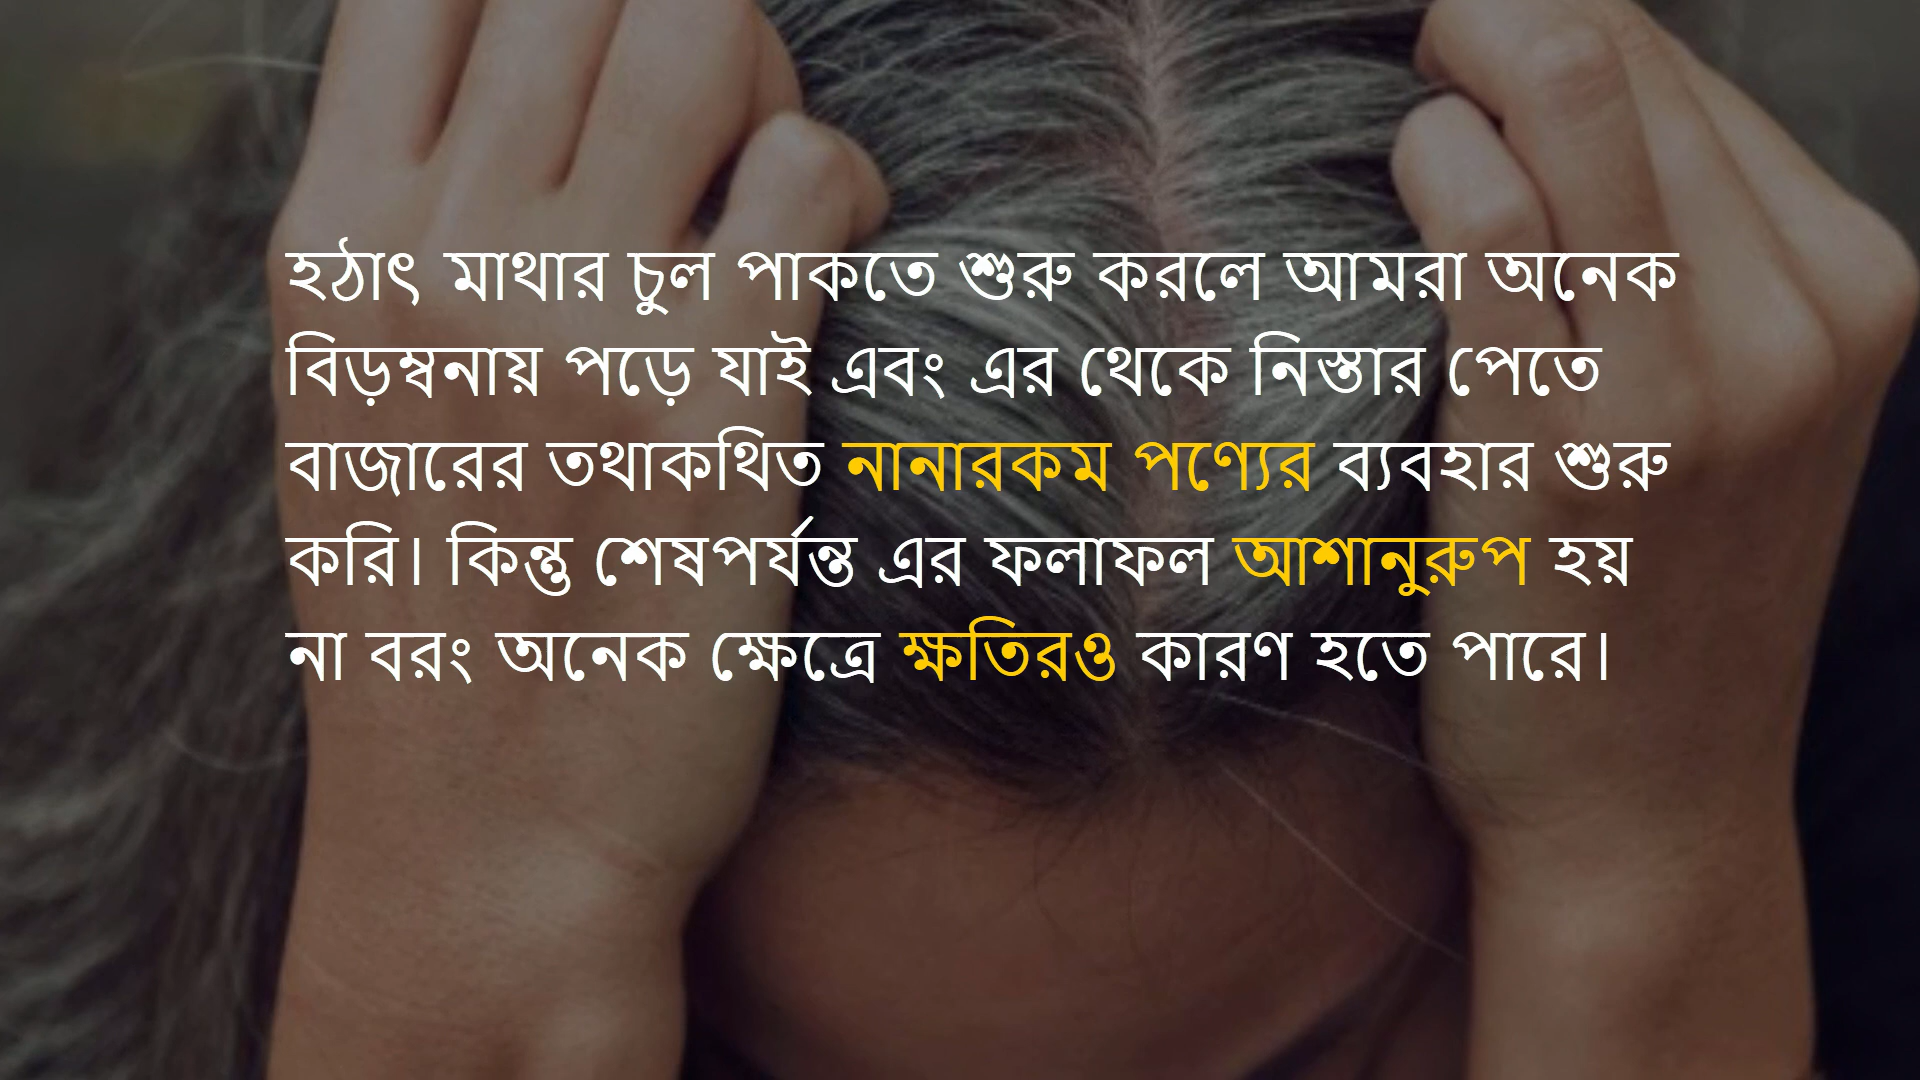 হঠাৎ মাথার চুল পাকতে শুরু করলে আমরা অনেক
বিড়ম্বনায় পড়ে যাই এবং এর থেকে নিস্তার পেতে
বাজারের তথাকথিত নানারকম পণ্যের ব্যবহার শুরু
করি। কিন্তু শেষপর্যন্ত এর ফলাফল আশানুরুপ হয়
না বরং অনেক ক্ষেত্রে ক্ষতিরও কারণ হতে পারে।